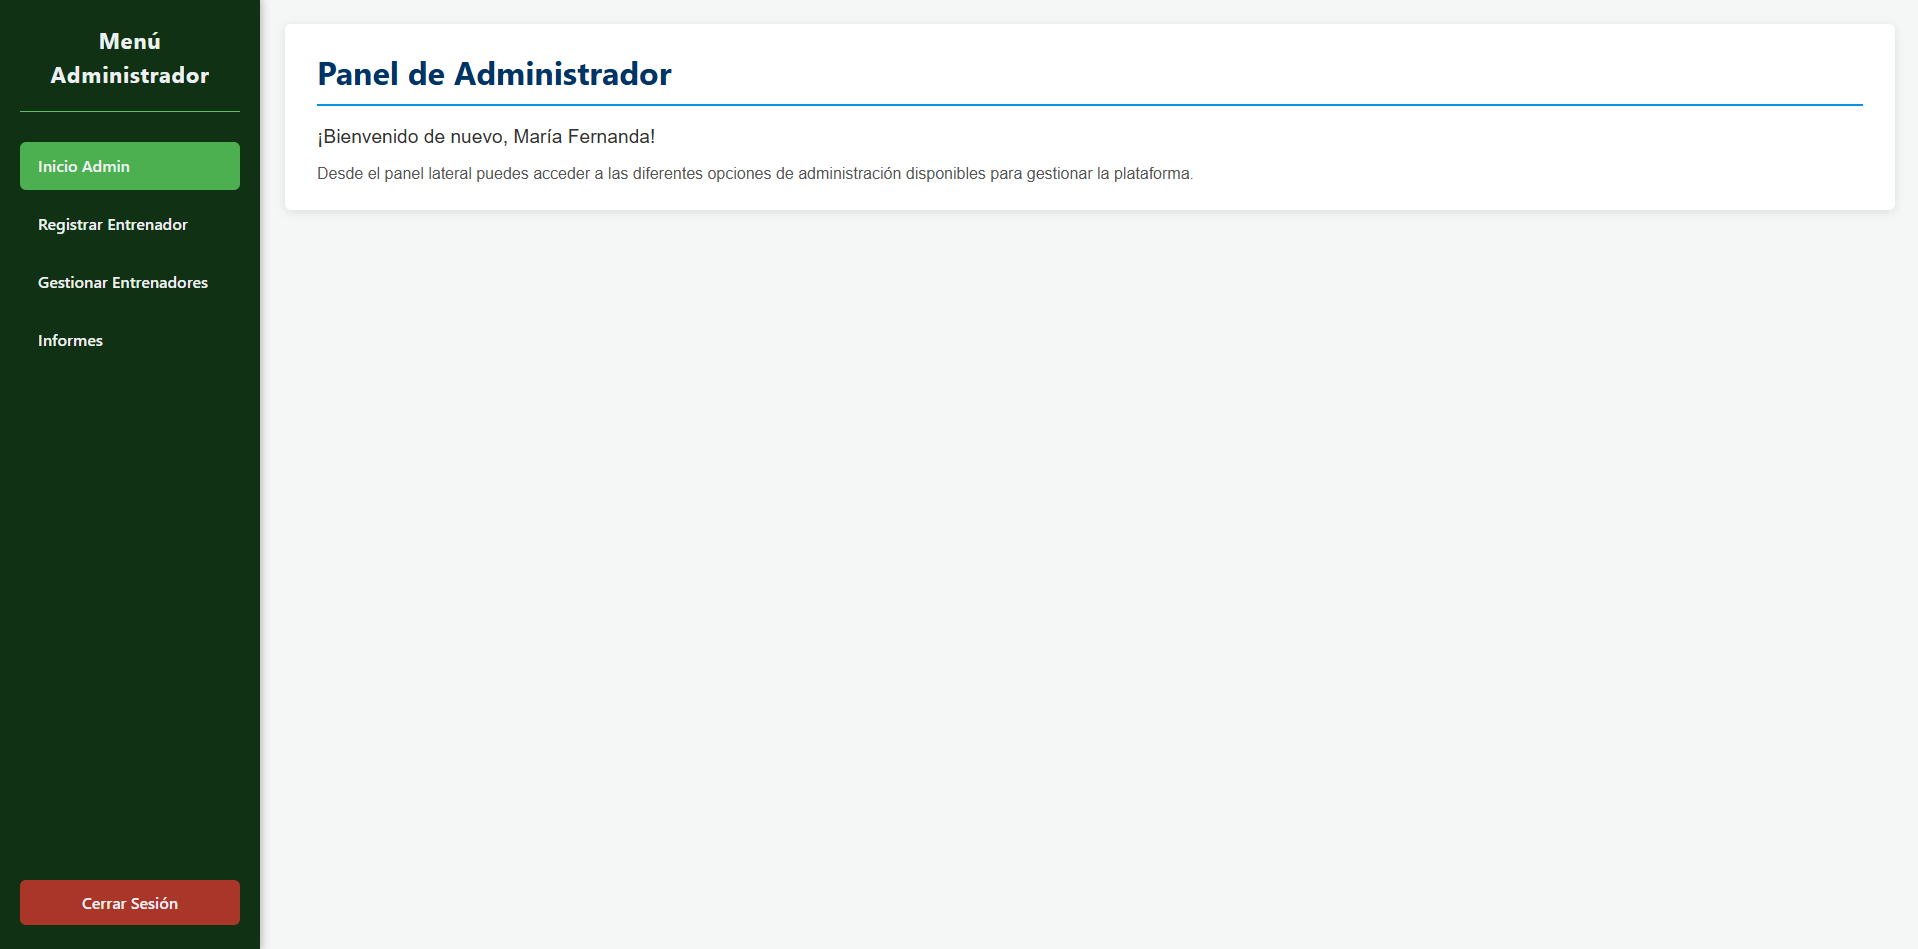 Menú
Administrador
Inicio Admin
Registrar Entrenador
Gestionar Entrenadores
Informes
Cerrar Sesión
Panel de Administrador
¡Bienvenido de nuevo, María Fernanda!
Desde el panel lateral puedes acceder a las diferentes opciones de administración disponibles para gestionar la plataforma.